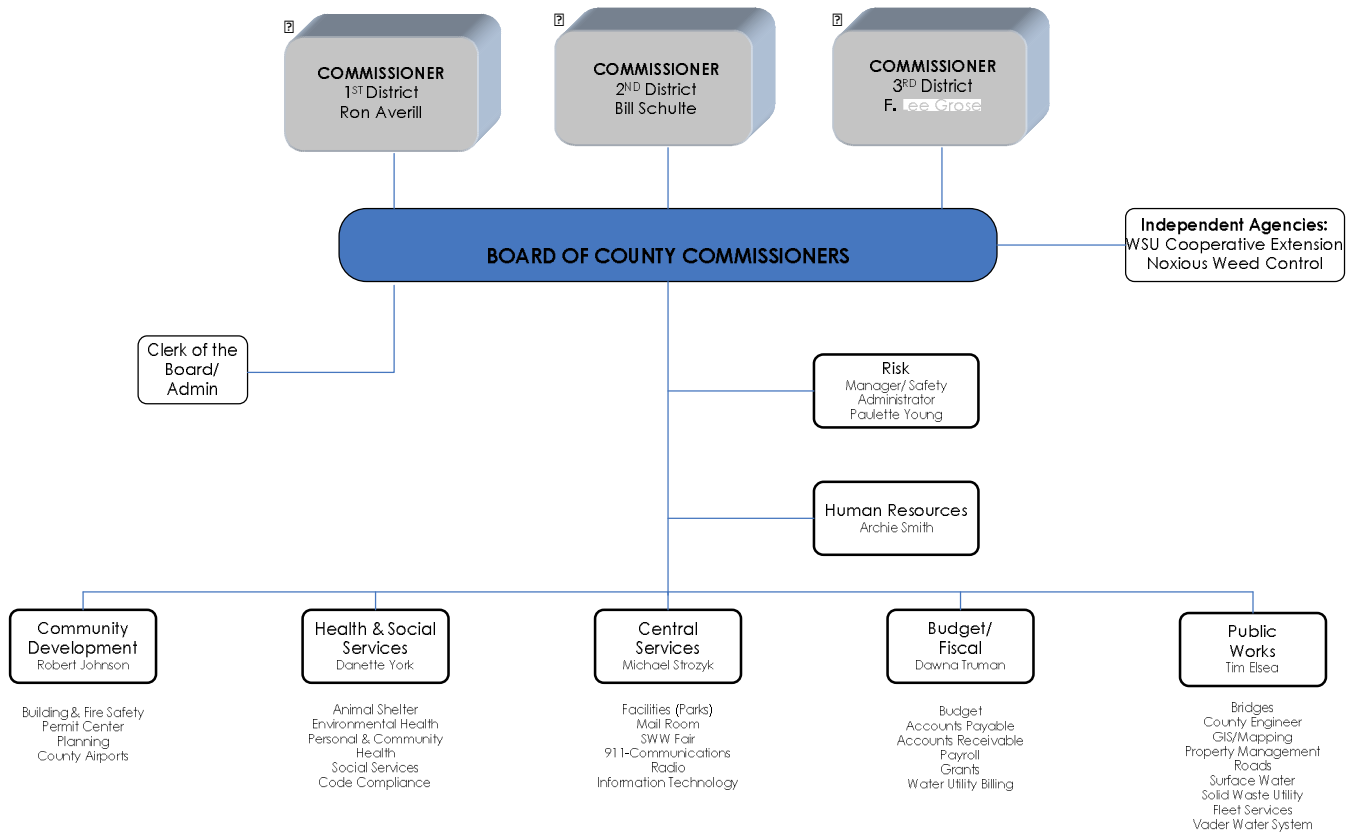 COMMISSIONER
1ST District
Ron Averill
COMMISSIONER
2ND District
Bill Schulte
COMMISSIONER
3RD District
F. Lee Grose
BOARD OF COUNTY COMMISSIONERS
Independent Agencies:
WSU Cooperative Extension
Noxious Weed Control
Clerk of the
Board/
Admin
Risk
Manager/ Safety
Administrator
Paulette Young
Human Resources
Archie Smith
Community
Development
Robert Johnson
Building & Fire Safety
Permit Center
Planning
County Airports
Health & Social
Services
Danette York
Animal Shelter
Environmental Health
Personal & Community
Health
Social Services
Code Compliance
Central
Services
Michael Strozyk
Facilities (Parks)
Mail Room
SWW Fair
911-Communications
Radio
Information Technology
Budget/
Fiscal
Dawna Truman
Budget
Accounts Payable
Accounts Receivable
Payroll
Grants
Water Utility Billing
Public
Works
Tim Elsea
Bridges
County Engineer
GIS/Mapping
Property Management
Roads
Surface Water
Solid Waste Utility
Fleet Services
Vader Water System